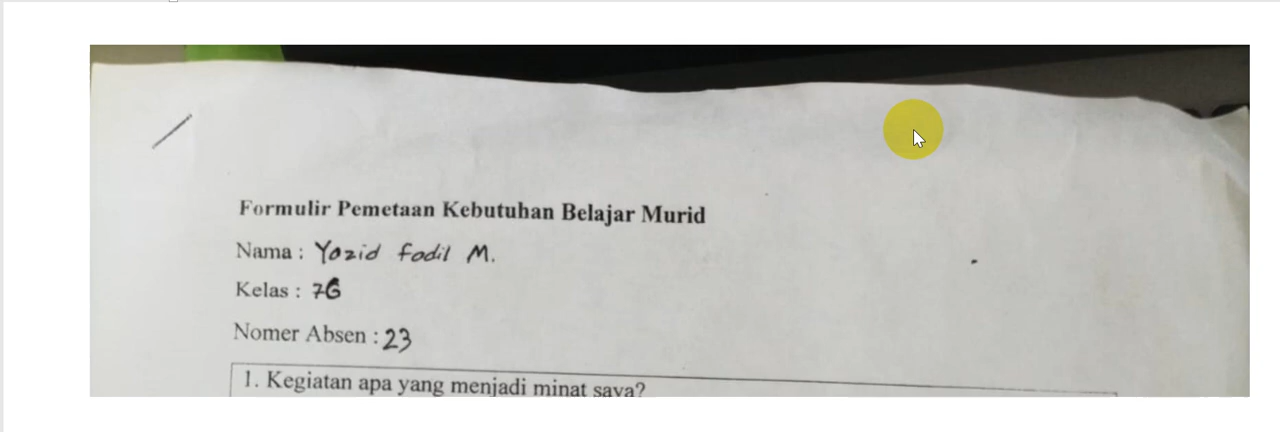 Formulir Pemetaan Kebutuhan Belajar Murid
Nama : Yazid fadil M.
Kelas : 7G
Nomer Absen : 23
1. Kegiatan apa yang menjadi minat saya?